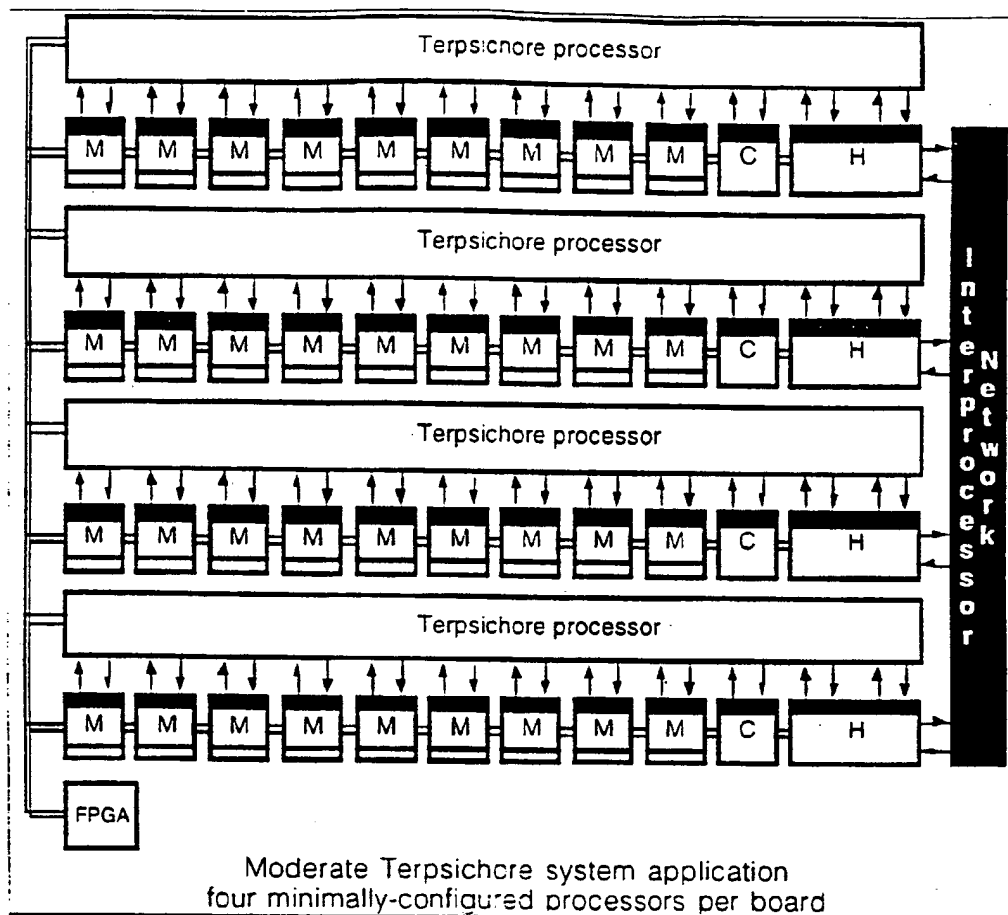 Terpsichore processor
M M M M M M M M M C H
Terpsichore processor
M M M M M M M M M C H
Terpsichore processor
M M M M M M M M M C H
Terpsichore processor
M M M M M M M M M C H
Interprocessor
Network
FPGA
Moderate Terpsichore system application
four minimally-configured processors per board